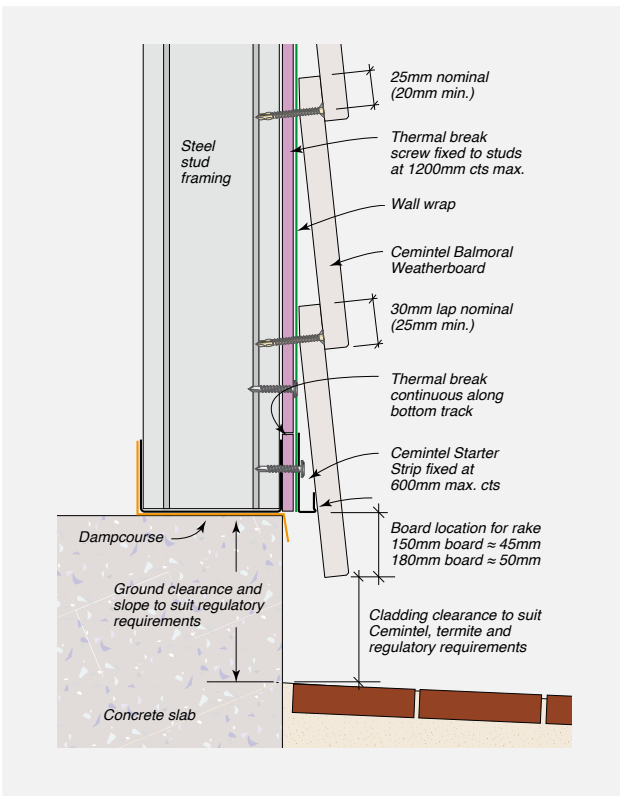 25mm nominal
(20mm min.)
Steel
stud
framing
Thermal break
screw fixed to studs
at 1200mm cts max.
Wall wrap
Cemintel Balmoral
Weatherboard
30mm lap nominal
(25mm min.)
Thermal break
continuous along
bottom track
Cemintel Starter
Strip fixed at
600mm max. cts
Board location for rake
150mm board ≈ 45mm
180mm board ≈ 50mm
Dampcourse
Ground clearance and
slope to suit regulatory
requirements
Cladding clearance to suit
Cemintel, termite and
regulatory requirements
Concrete slab